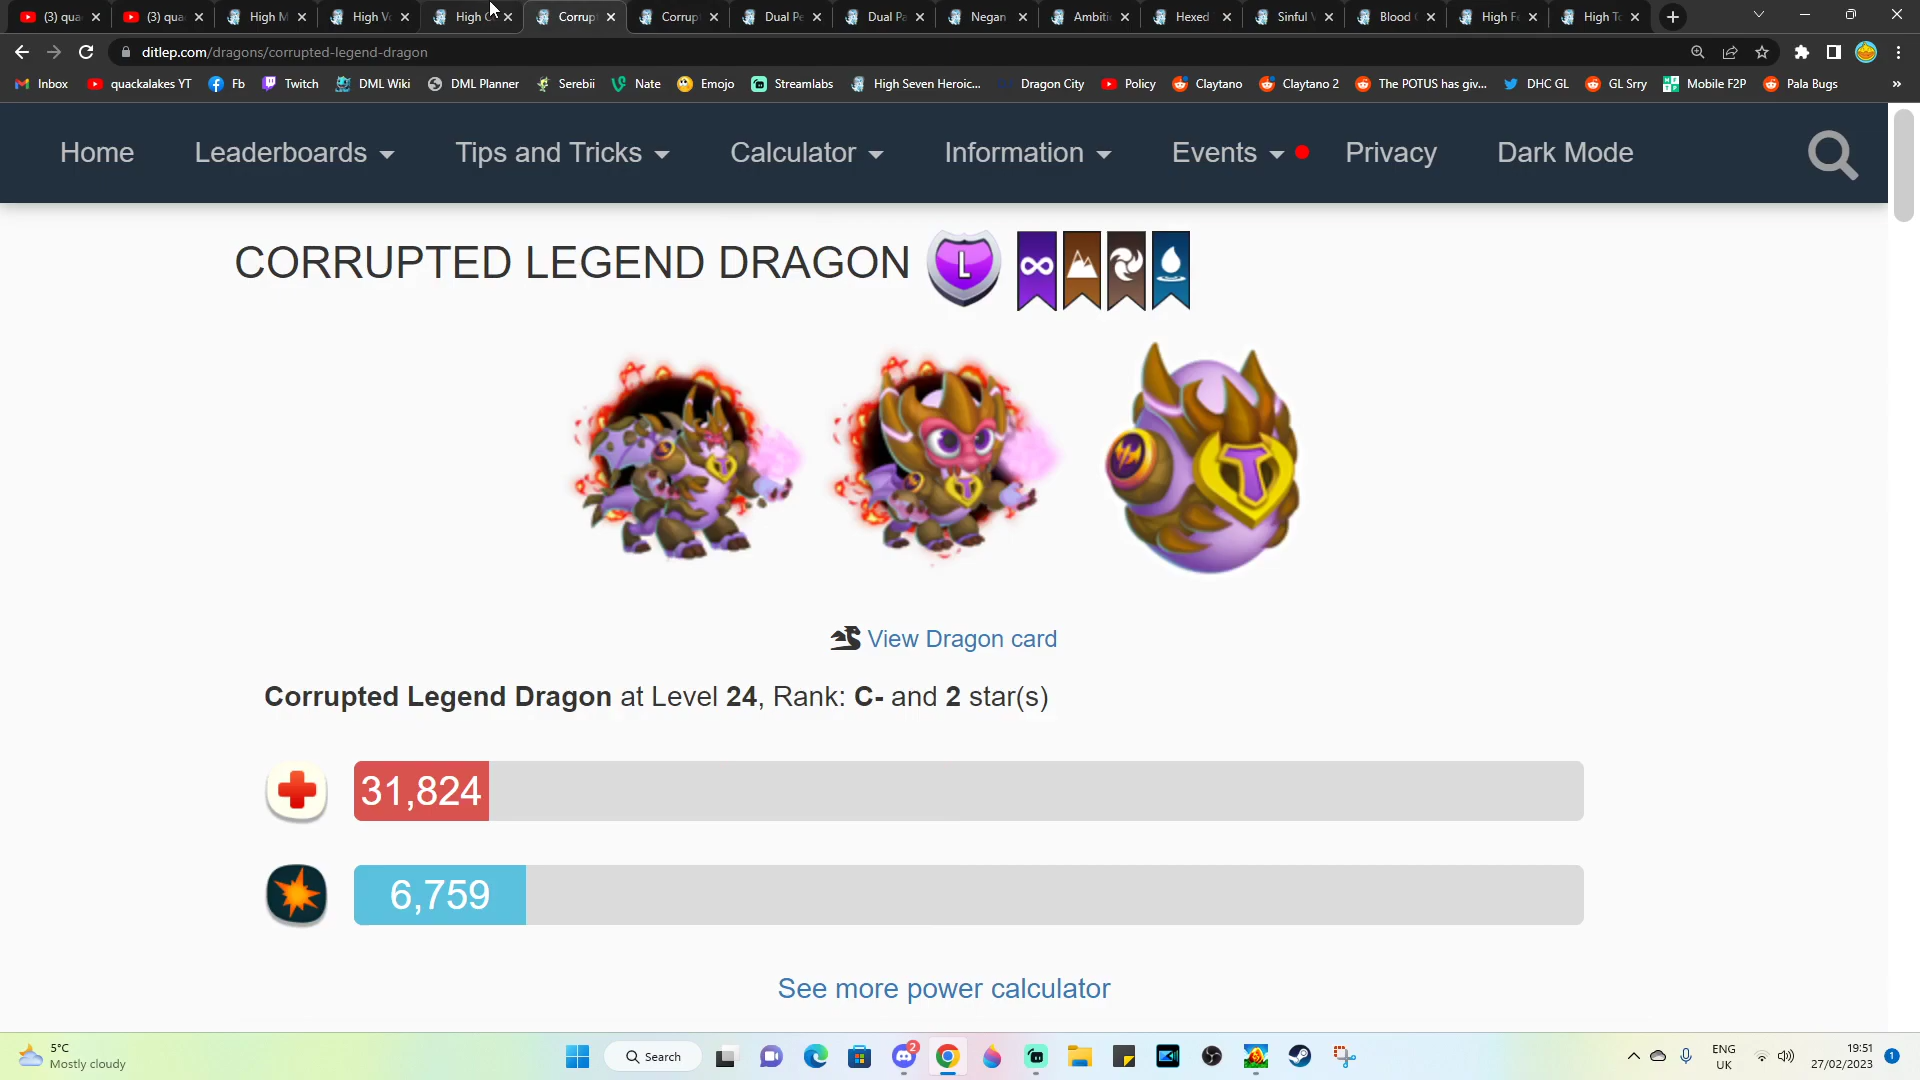 (3) qua
(3) qua
High M
High Vo
High
Corrup
Corrup
Dual Pe
Dual Pa
Negan
Ambiti
Hexed
Sinful V
Blood
High F
High To
ditlep.com/dragons/corrupted-legend-dragon
Inbox quackalakes YT Fb Twitch DML Wiki DML Planner Serebii Nate Emojo Streamlabs High Seven Heroic... Dragon City Policy Claytano Claytano 2 The POTUS has giv... DHC GL GL Srry Mobile F2P Pala Bugs »
Home Leaderboards Tips and Tricks Calculator Information Events Privacy Dark Mode
CORRUPTED LEGEND DRAGON L
View Dragon card
Corrupted Legend Dragon at Level 24, Rank: C- and 2 star(s)
31,824
6,759
See more power calculator
5°C
Mostly cloudy
Search
2
ENG
UK
19:51
27/02/2023
1